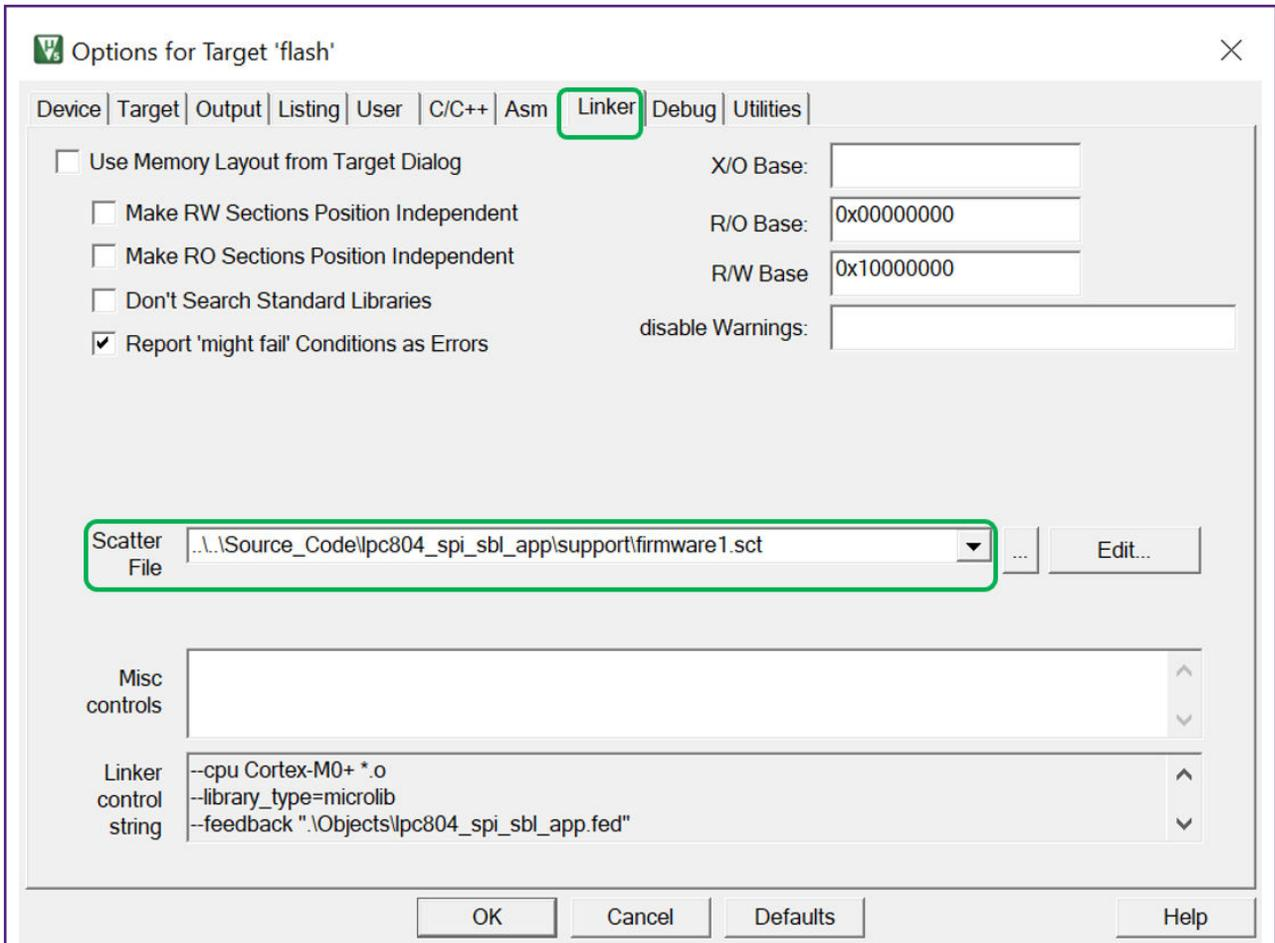 Options for Target 'flash'
Device Target Output Listing User C/C++ Asm Linker Debug Utilities
Use Memory Layout from Target Dialog
X/O Base:
Make RW Sections Position Independent
R/O Base: 0x00000000
Make RO Sections Position Independent
R/W Base 0x10000000
Don't Search Standard Libraries
disable Warnings:
Report 'might fail' Conditions as Errors
Scatter
File
..\..\Source_Code\lpc804_spi_sbl_app\support\firmware1.sct
...
Edit...
Misc
controls
Linker
control
string
--cpu Cortex-M0+ *.o
--library_type=microlib
--feedback ".\Objects\lpc804_spi_sbl_app.fed"
OK Cancel Defaults Help